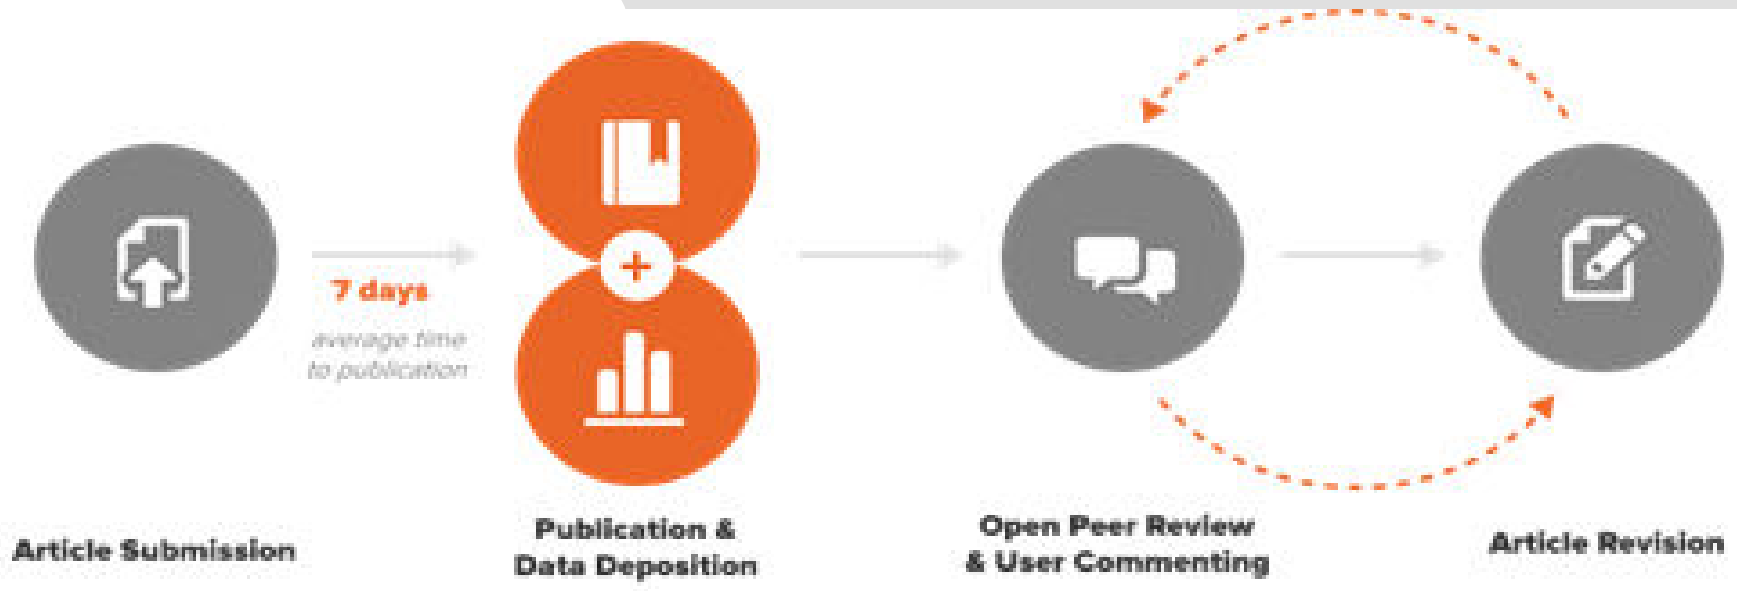 7 days
average time
to publication
Article Submission
Publication &
Data Deposition
Open Peer Review
& User Commenting
Article Revision